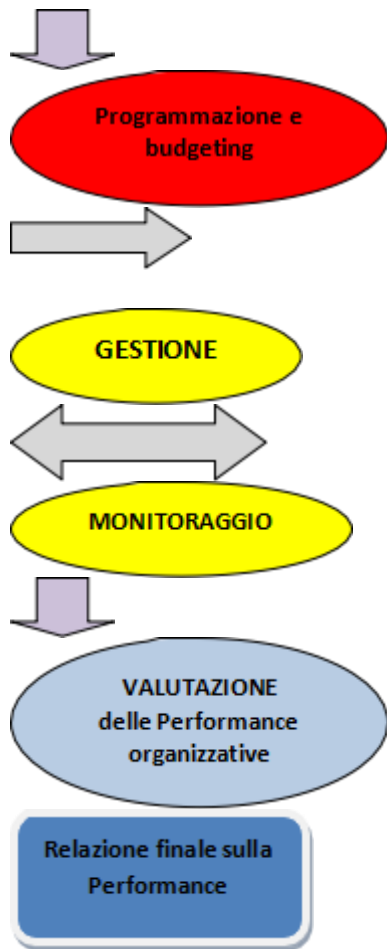 Programmazione e
budgeting
GESTIONE
MONITORAGGIO
VALUTAZIONE
delle Performance
organizzative
Relazione finale sulla
Performance